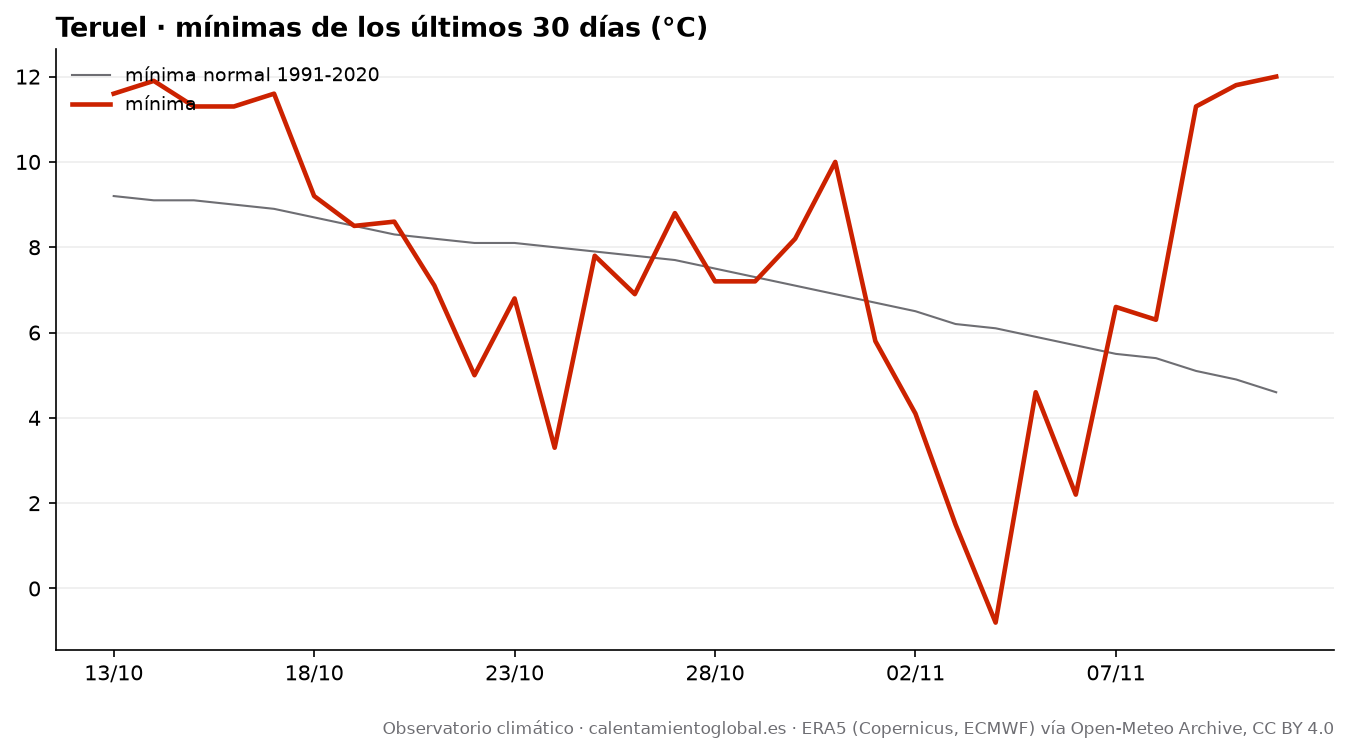 Teruel · mínimas de los últimos 30 días (°C)
mínima normal 1991-2020
mínima
12
10
8
6
4
2
0
13/10 18/10 23/10 28/10 02/11 07/11
Observatorio climático · calentamientoglobal.es · ERA5 (Copernicus, ECMWF) vía Open-Meteo Archive, CC BY 4.0